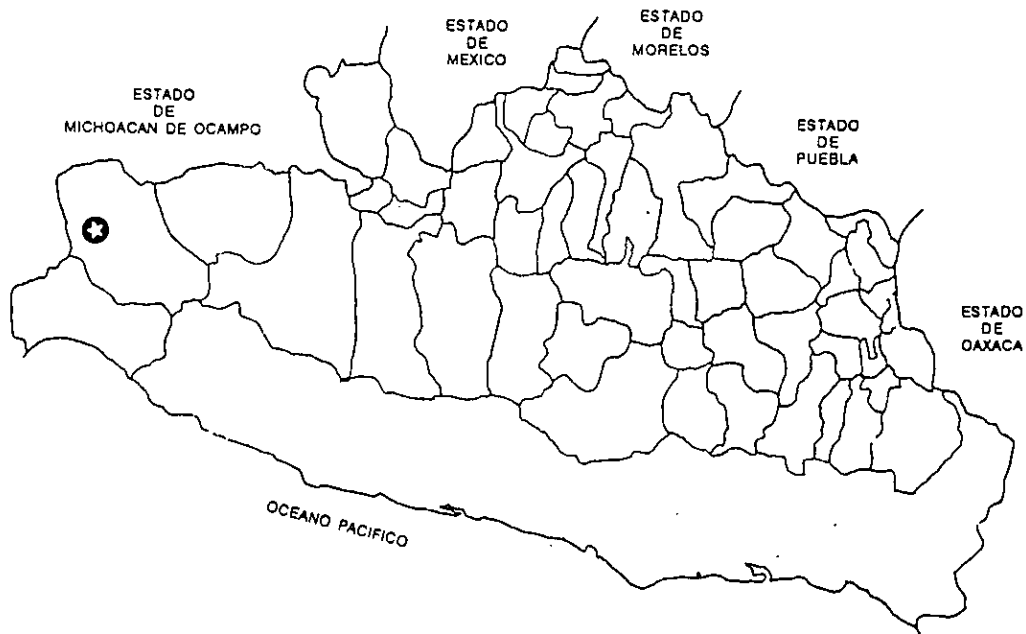 ESTADO
DE
MICHOACAN DE OCAMPO
ESTADO
DE
MEXICO
ESTADO
DE
MORELOS
ESTADO
DE
PUEBLA
ESTADO
DE
OAXACA
OCEANO PACIFICO